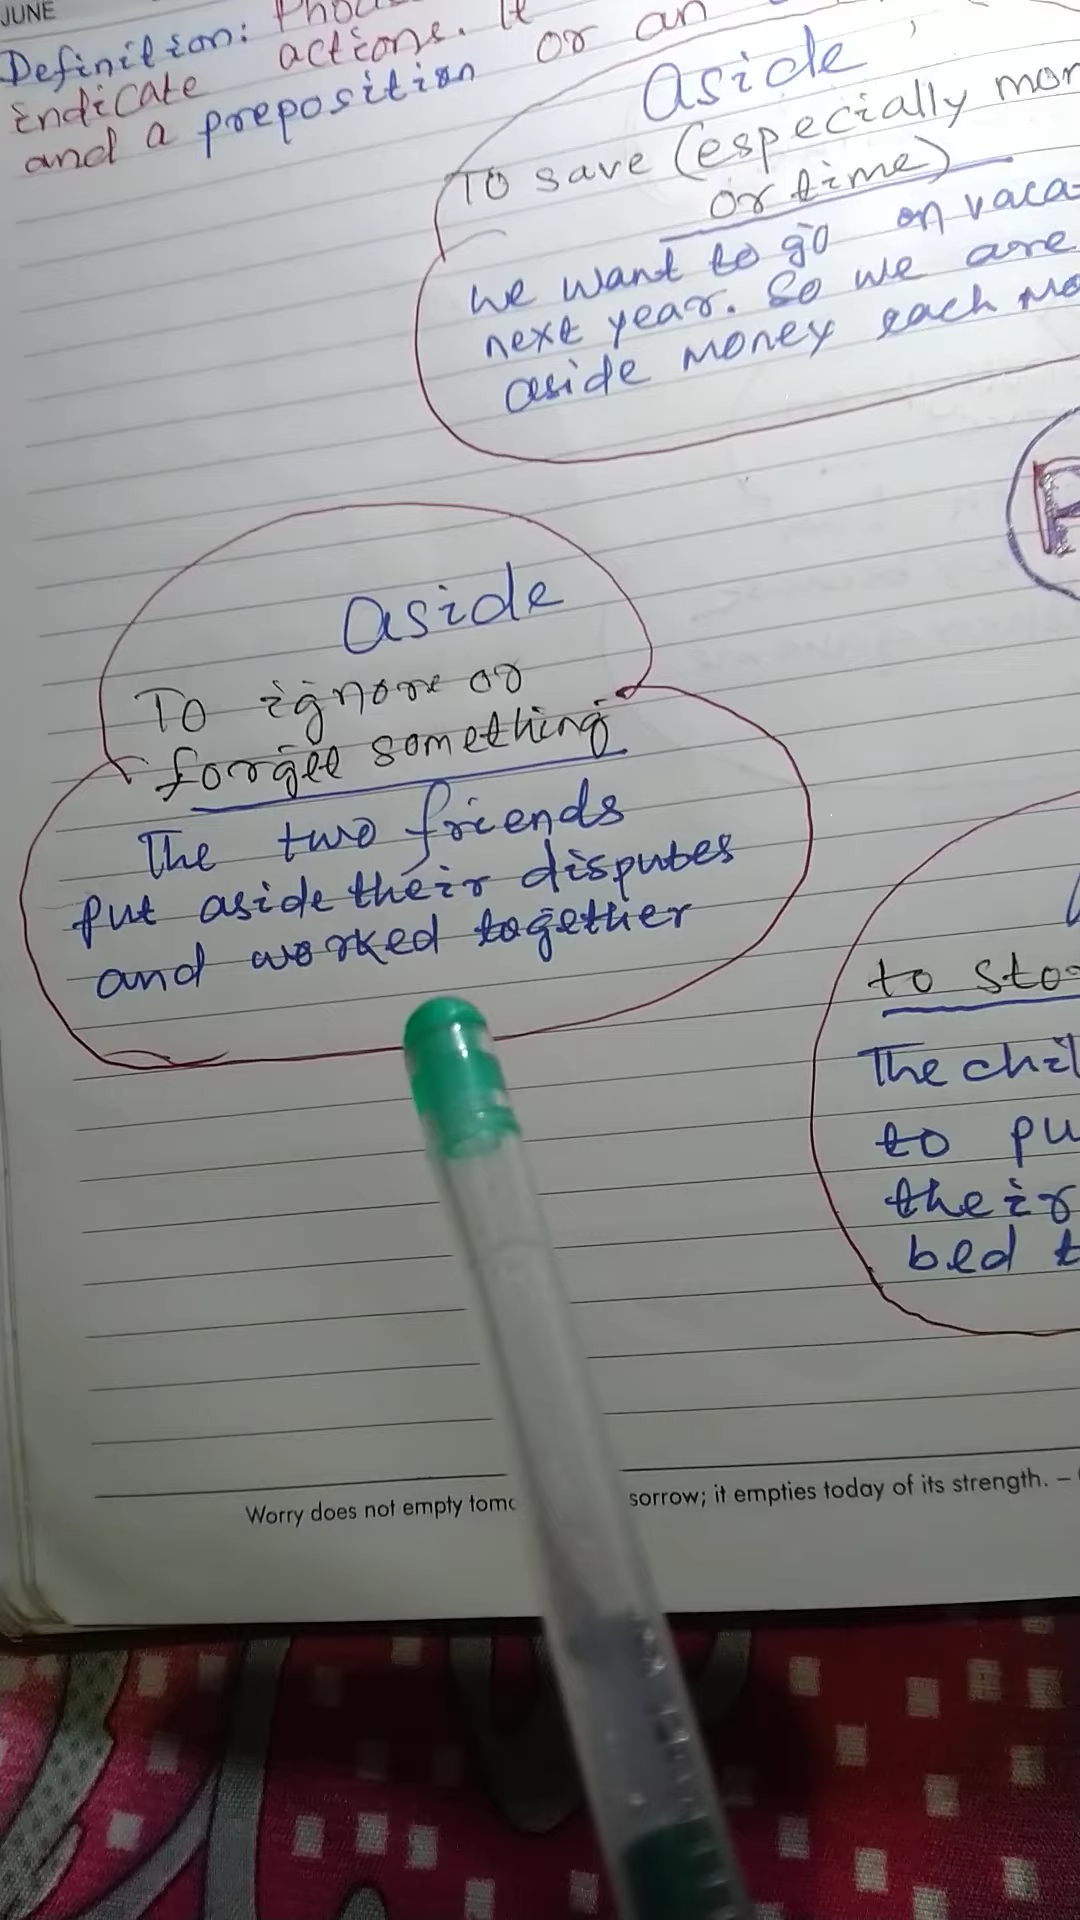 JUNE
Definition:
indicate actions. It
and a preposition or an
Aside
To save (especially
or time)
we want to go on vaca-
next year. So we are
aside money each
Aside
To ignore or
forget something
The two friends
put aside their disputes
and worked together
to
The
to
their
bed
Worry does not empty sorrow; it empties today of its strength. –